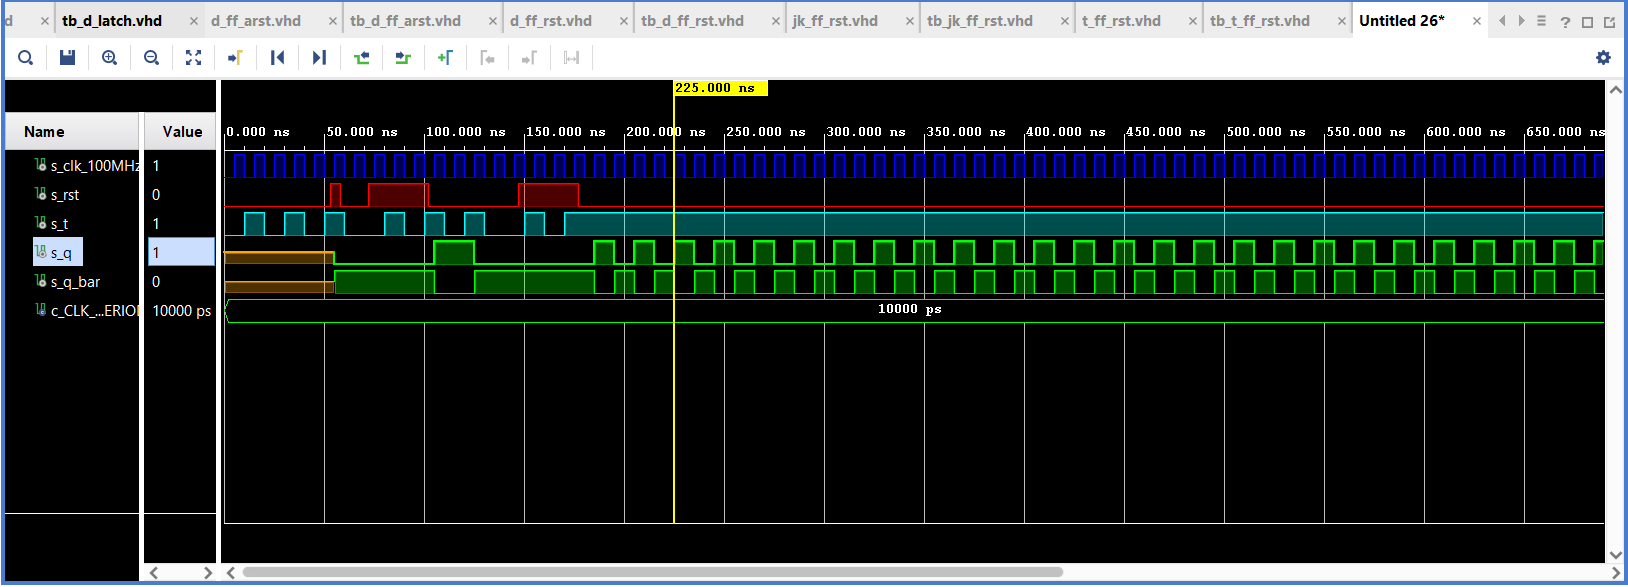 d tb_d_latch.vhd d_ff_arst.vhd tb_d_ff_arst.vhd d_ff_rst.vhd tb_d_ff_rst.vhd jk_ff_rst.vhd tb_jk_ff_rst.vhd t_ff_rst.vhd tb_t_ff_rst.vhd Untitled 26*
225.000 ns
Name Value 0.000 ns 50.000 ns 100.000 ns 150.000 ns 200.000 ns 250.000 ns 300.000 ns 350.000 ns 400.000 ns 450.000 ns 500.000 ns 550.000 ns 600.000 ns 650.000 ns
s_clk_100MHz 1
s_rst 0
s_t 1
s_q 1
s_q_bar 0
c_CLK_...ERIOD 10000 ps 10000 ps